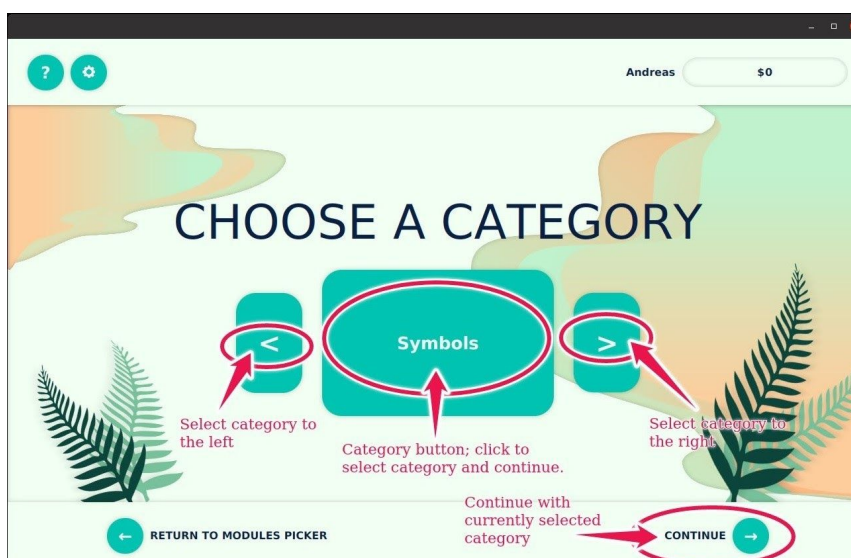 ?
Andreas $0
CHOOSE A CATEGORY
< Symbols >
Select category to
the left
Category button; click to
select category and continue.
Select category to
the right
Continue with
currently selected
category
← RETURN TO MODULES PICKER
CONTINUE →